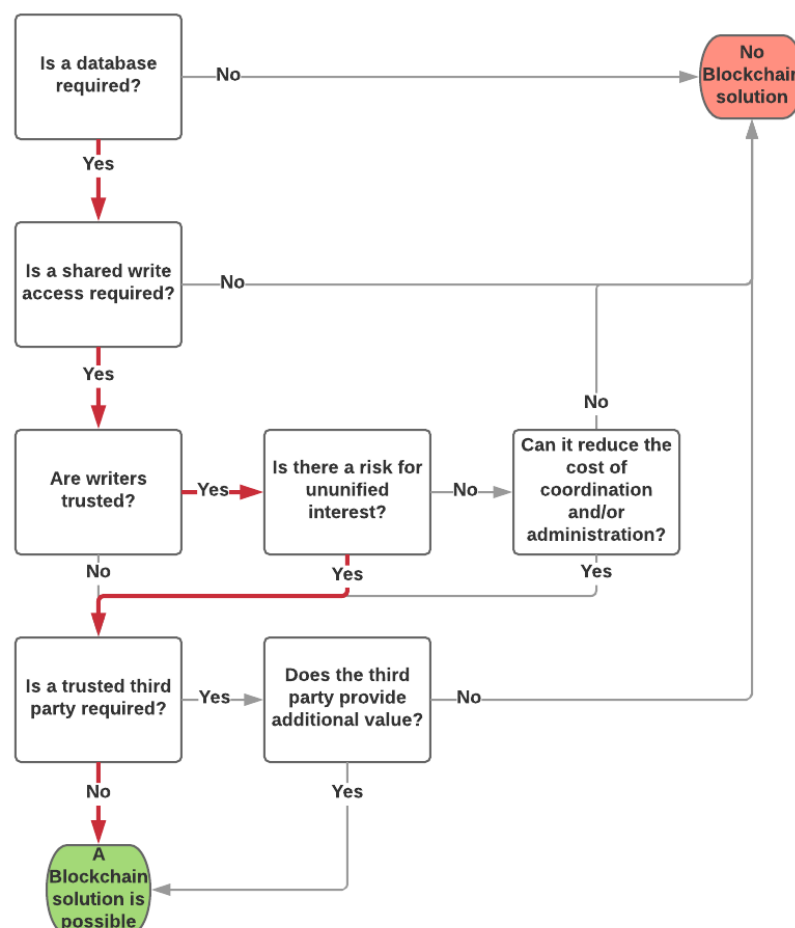 Is a database
required?
No
No
Blockchain
solution
Yes
Is a shared write
access required?
No
Yes
No
Are writers
trusted?
Yes
Is there a risk for
ununified
interest?
No
Can it reduce the
cost of
coordination
and/or
administration?
No
Yes
Yes
Is a trusted third
party required?
Yes
Does the third
party provide
additional value?
No
No
Yes
A
Blockchain
solution is
possible